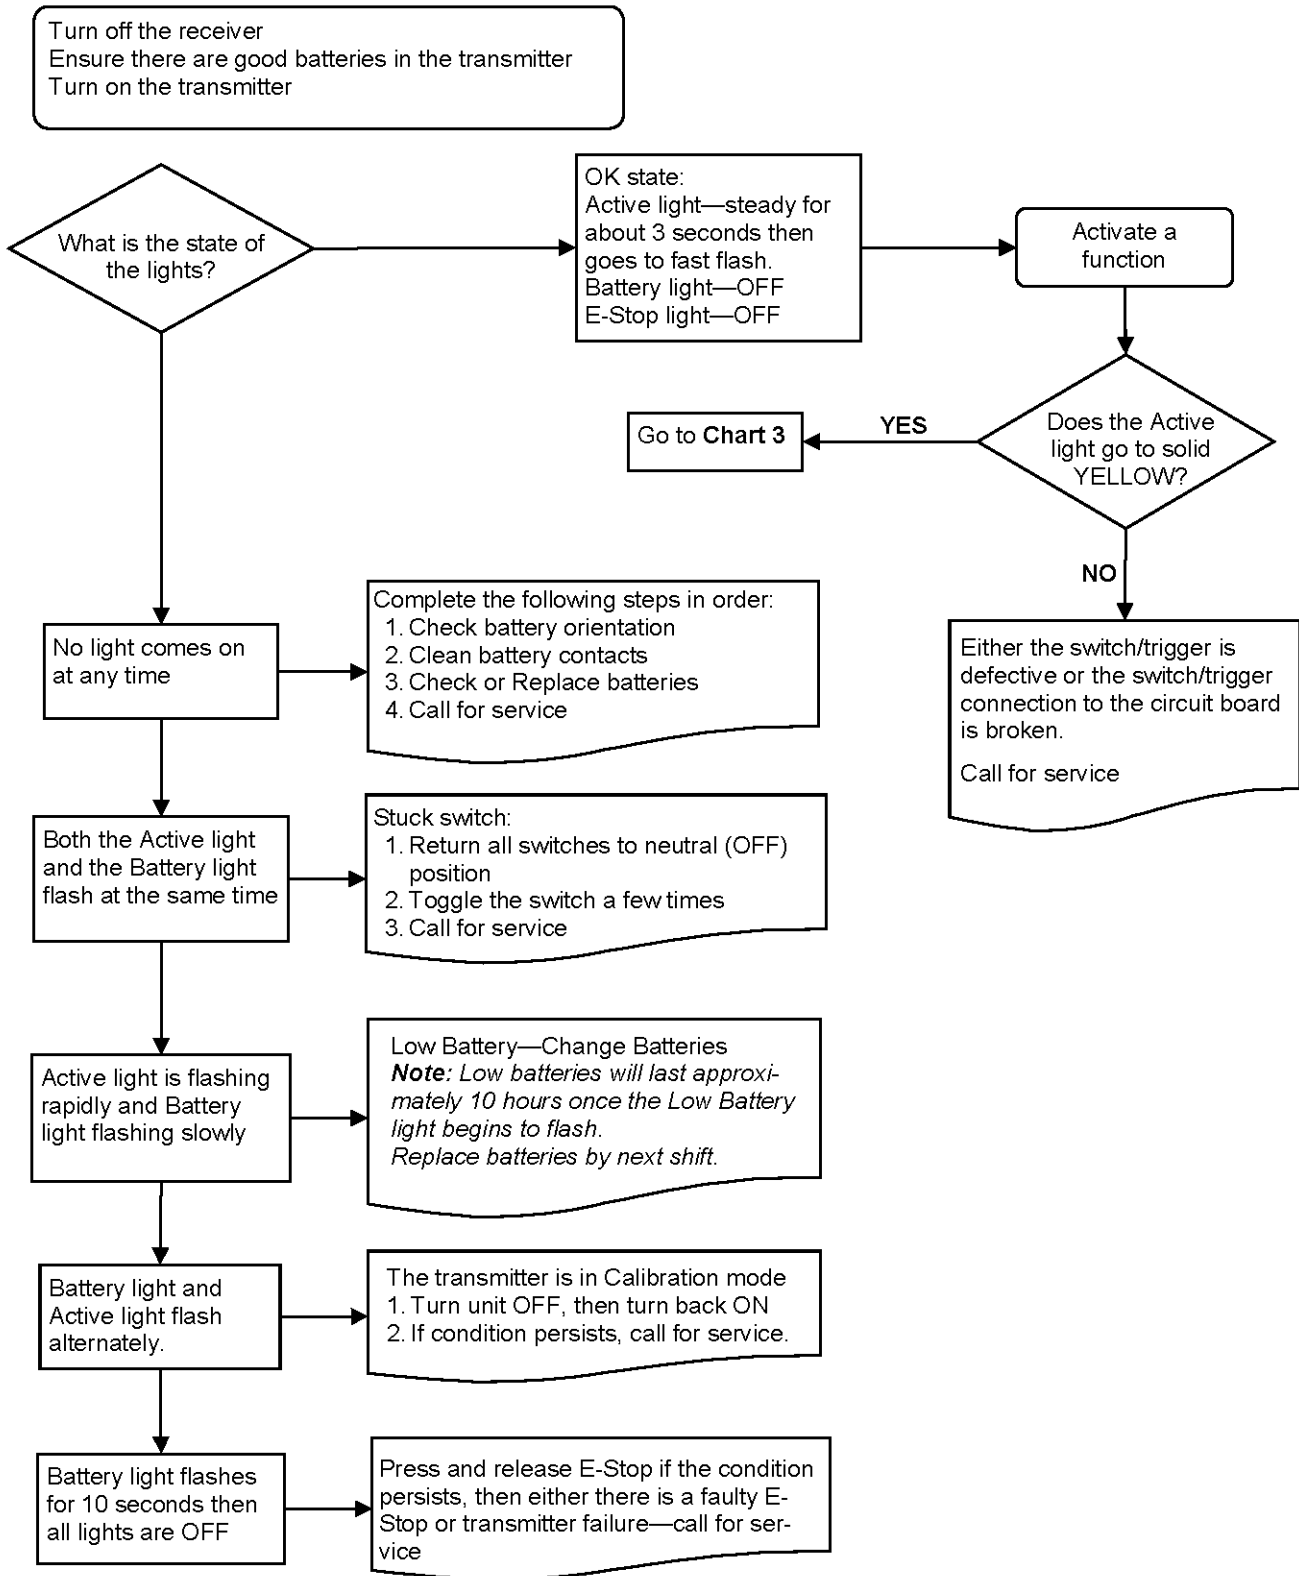 Turn off the receiver
Ensure there are good batteries in the transmitter
Turn on the transmitter
What is the state of
the lights?
OK state:
Active light—steady for
about 3 seconds then
goes to fast flash.
Battery light—OFF
E-Stop light—OFF
Activate a
function
Does the Active
light go to solid
YELLOW?
YES
Go to Chart 3
NO
Either the switch/trigger is
defective or the switch/trigger
connection to the circuit board
is broken.
Call for service
No light comes on
at any time
Complete the following steps in order:
1. Check battery orientation
2. Clean battery contacts
3. Check or Replace batteries
4. Call for service
Both the Active light
and the Battery light
flash at the same time
Stuck switch:
1. Return all switches to neutral (OFF)
position
2. Toggle the switch a few times
3. Call for service
Active light is flashing
rapidly and Battery
light flashing slowly
Low Battery—Change Batteries
Note: Low batteries will last approxi-
mately 10 hours once the Low Battery
light begins to flash.
Replace batteries by next shift.
Battery light and
Active light flash
alternately.
The transmitter is in Calibration mode
1. Turn unit OFF, then turn back ON
2. If condition persists, call for service.
Battery light flashes
for 10 seconds then
all lights are OFF
Press and release E-Stop if the condition
persists, then either there is a faulty E-
Stop or transmitter failure—call for ser-
vice